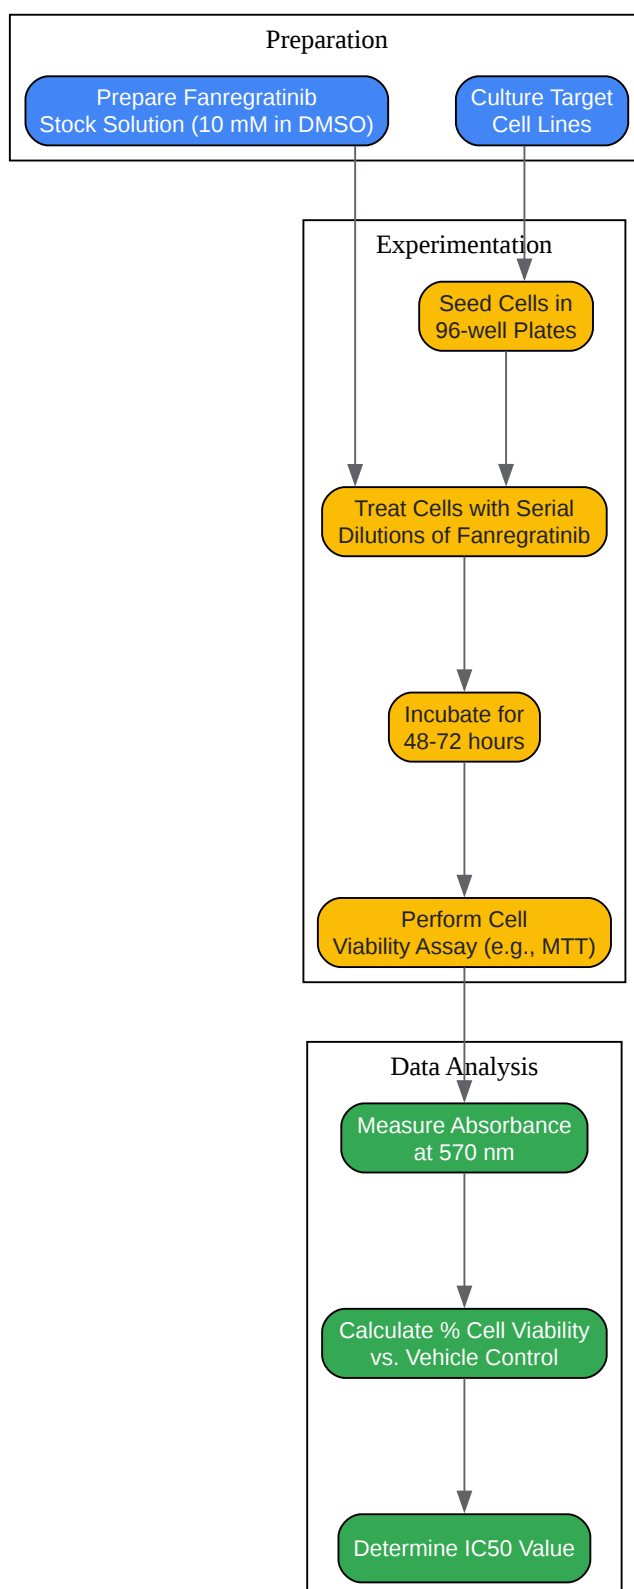 Preparation
Prepare Fanregratinib
Stock Solution (10 mM in DMSO)
Culture Target
Cell Lines
Experimentation
Seed Cells in
96-well Plates
Treat Cells with Serial
Dilutions of Fanregratinib
Incubate for
48-72 hours
Perform Cell
Viability Assay (e.g., MTT)
Data Analysis
Measure Absorbance
at 570 nm
Calculate % Cell Viability
vs. Vehicle Control
Determine IC50 Value